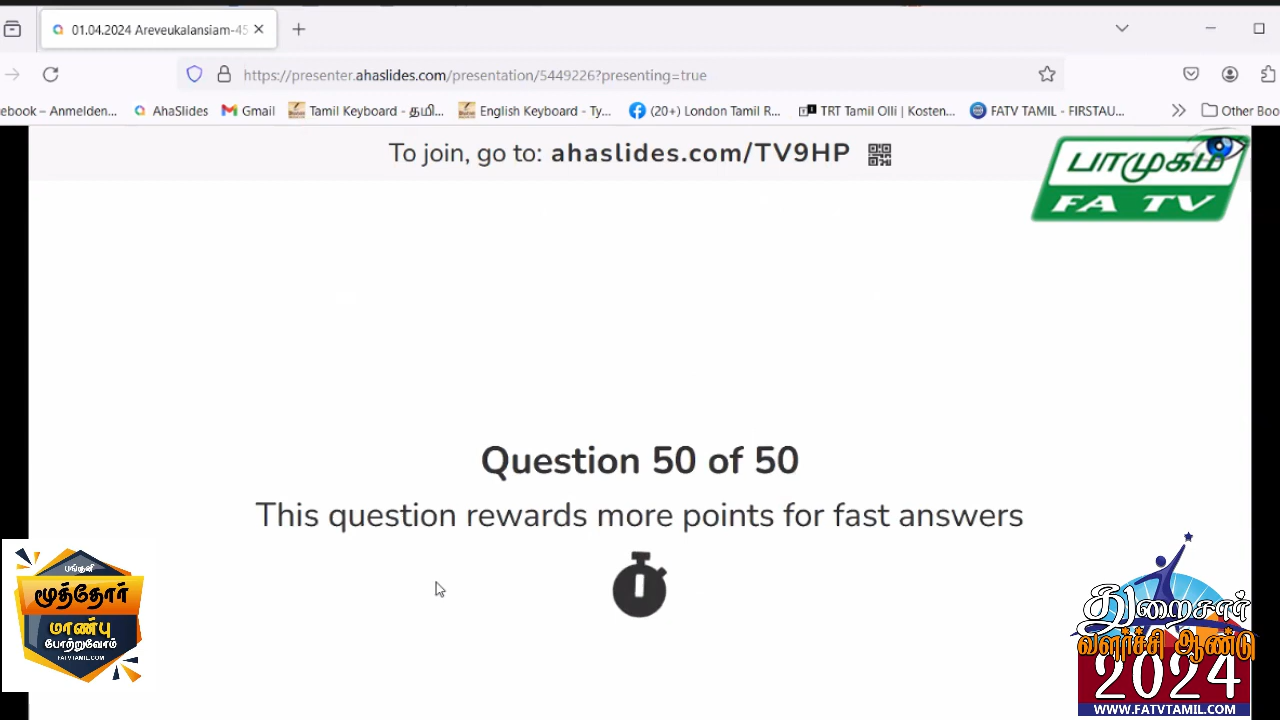 01.04.2024 Areveukalansiam-45
https://presenter.ahaslides.com/presentation/5449226?presenting=true
ebook – Anmelden...
AhaSlides
Gmail
Tamil Keyboard - தமி...
English Keyboard - Ty...
(20+) London Tamil R...
TRT Tamil Olli | Kosten...
FATV TAMIL - FIRSTAU...
Other Boo
To join, go to: ahaslides.com/TV9HP
பாமுகம்
FA TV
Question 50 of 50
This question rewards more points for fast answers
பங்குனி
மூத்தோர்
மாண்பு
போற்றுவோம்
FATVTAMIL.COM
துறைசார்
வளர்ச்சி ஆண்டு
2024
WWW.FATVTAMIL.COM